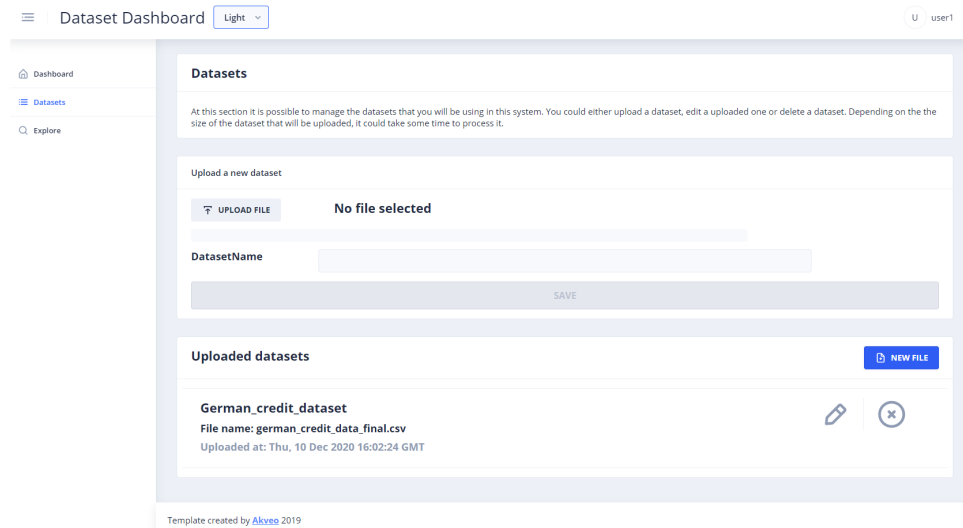 Dataset Dashboard
Light
U
user1
Dashboard
Datasets
Explore
Datasets
At this section it is possible to manage the datasets that you will be using in this system. You could either upload a dataset, edit a uploaded one or delete a dataset. Depending on the the
size of the dataset that will be uploaded, it could take some time to process it.
Upload a new dataset
UPLOAD FILE
No file selected
DatasetName
SAVE
Uploaded datasets
NEW FILE
German_credit_dataset
File name: german_credit_data_final.csv
Uploaded at: Thu, 10 Dec 2020 16:02:24 GMT
Template created by Akveo 2019